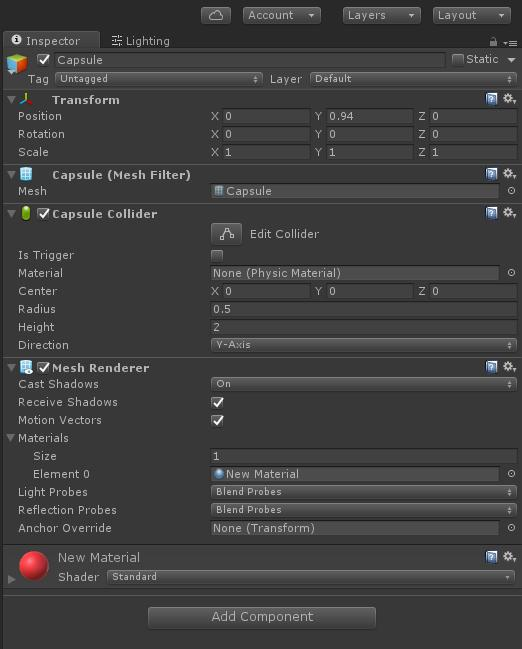 Account Layers Layout
Inspector Lighting
Capsule Static
Tag Untagged Layer Default
Transform
Position X 0 Y 0.94 Z 0
Rotation X 0 Y 0 Z 0
Scale X 1 Y 1 Z 1
Capsule (Mesh Filter)
Mesh Capsule
Capsule Collider
Edit Collider
Is Trigger
Material None (Physic Material)
Center X 0 Y 0 Z 0
Radius 0.5
Height 2
Direction Y-Axis
Mesh Renderer
Cast Shadows On
Receive Shadows
Motion Vectors
Materials
Size 1
Element 0 New Material
Light Probes Blend Probes
Reflection Probes Blend Probes
Anchor Override None (Transform)
New Material
Shader Standard
Add Component